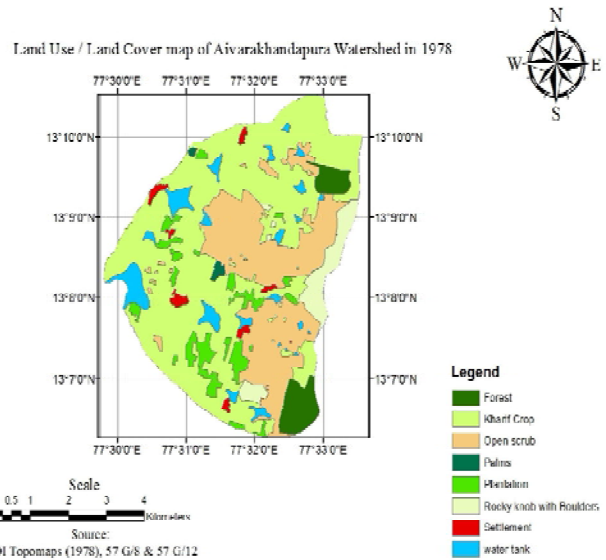 N
Land Use / Land Cover map of Aivarakhandapura Watershed in 1978
W E
S
77°30'0"E 77°31'0"E 77°32'0"E 77°33'0"E
13°10'0"N 13°10'0"N
13°9'0"N 13°9'0"N
13°8'0"N 13°8'0"N
13°7'0"N 13°7'0"N
77°30'0"E 77°31'0"E 77°32'0"E 77°33'0"E
Legend
Forest
Kharif Crop
Open scrub
Palms
Plantation
Rocky knob with Boulders
Settlement
water tank
Scale
0.5 1 2 3 4
Kilometers
Source:
Topomaps (1978), 57 G/8 & 57 G/12